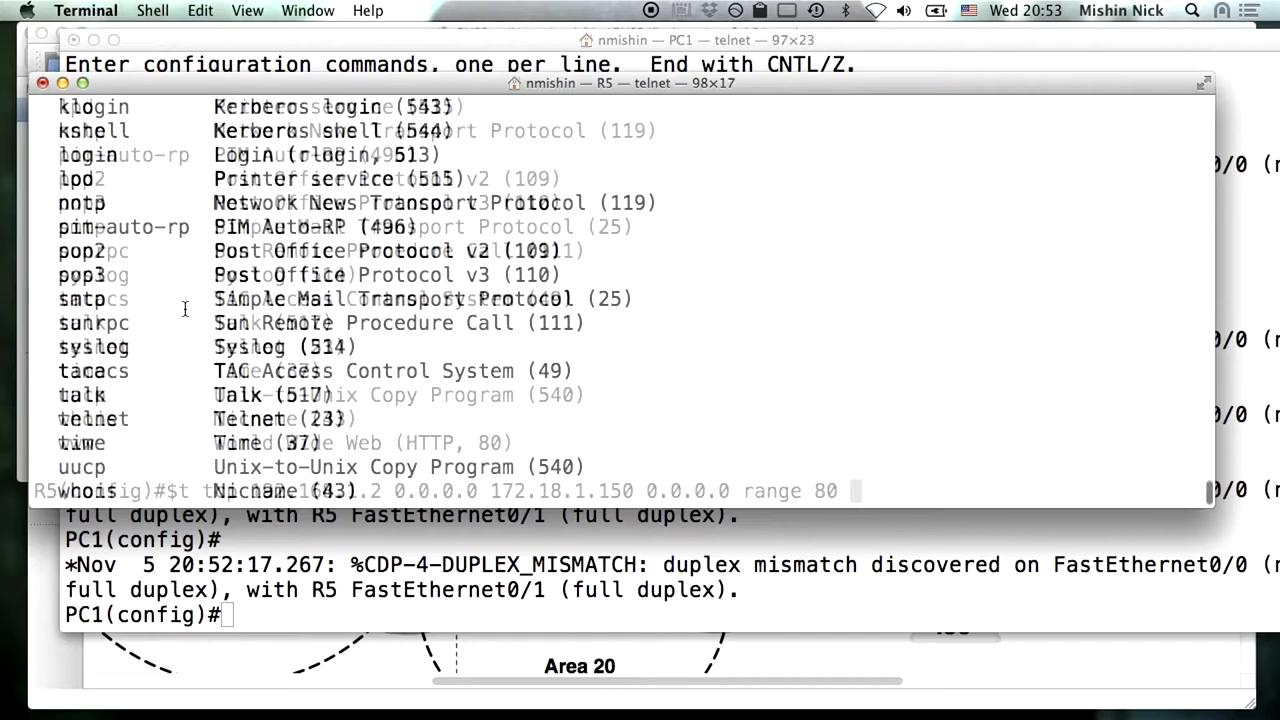 Terminal Shell Edit View Window Help Wed 20:53 Mishin Nick
nmishin — PC1 — telnet — 97×23
Enter configuration commands, one per line. End with CNTL/Z.
nmishin — R5 — telnet — 98×17
klogin Kerberos login (543)
kshell Kerberos shell (544)
login Login (rlogin, 513)
lpd Printer service (515)
nntp Network News Transport Protocol (119)
pim-auto-rp PIM Auto-RP (496)
pop2 Post Office Protocol v2 (109)
pop3 Post Office Protocol v3 (110)
smtp Simple Mail Transport Protocol (25)
sunrpc Sun Remote Procedure Call (111)
syslog Syslog (514)
tacacs TAC Access Control System (49)
talk Talk (517)
telnet Telnet (23)
time Time (37)
uucp Unix-to-Unix Copy Program (540)
whois Nicname (43)
0.0.0.0 172.18.1.150 0.0.0.0 range 80
full duplex), with R5 FastEthernet0/1 (full duplex).
PC1(config)#
*Nov 5 20:52:17.267: %CDP-4-DUPLEX_MISMATCH: duplex mismatch discovered on FastEthernet0/0 (n
full duplex), with R5 FastEthernet0/1 (full duplex).
PC1(config)#
Area 20